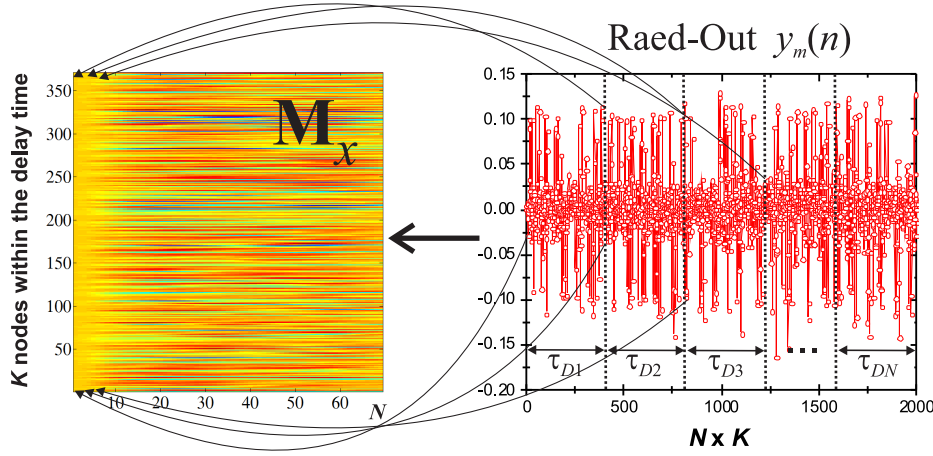 Raed-Out y_m(n)
K nodes within the delay time
350
300
250
200
150
100
50
M_x
10
20
30
40
50
60
N
0.15
0.10
0.05
0.00
-0.05
-0.10
-0.15
-0.20
τ_D1
τ_D2
τ_D3
τ_DN
0
500
1000
1500
2000
N x K